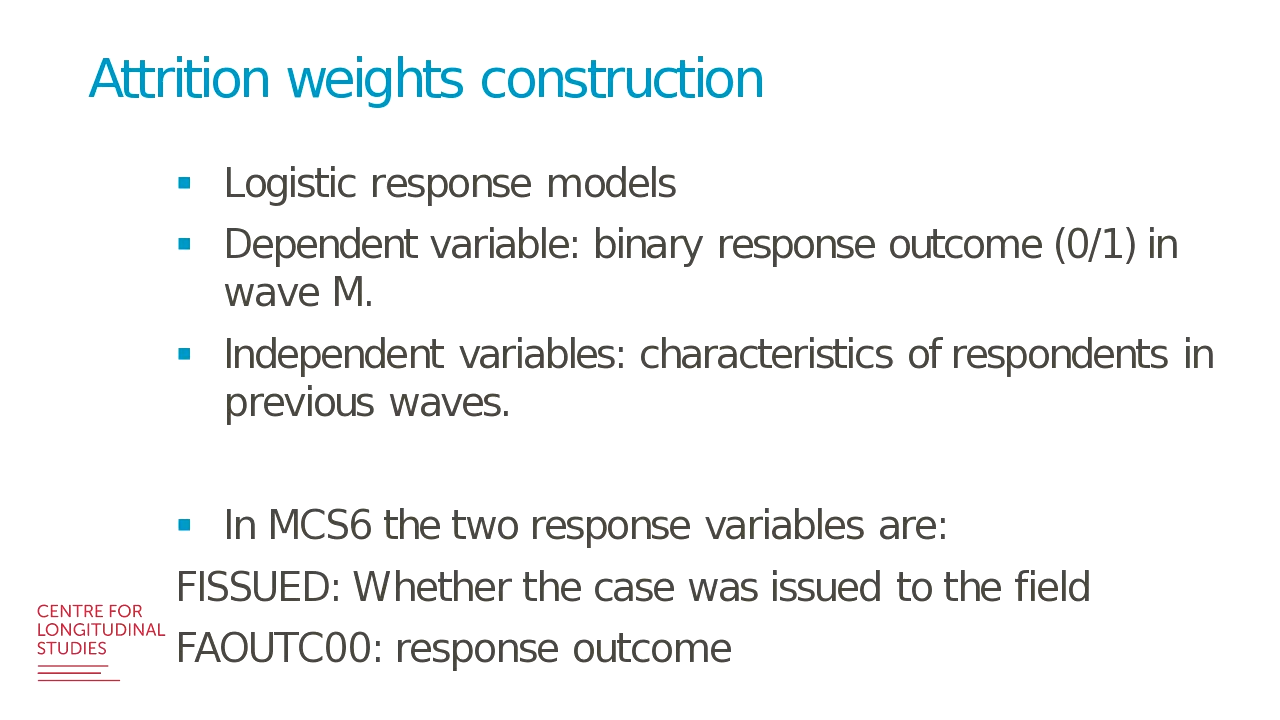 Attrition weights construction
▪ Logistic response models
▪ Dependent variable: binary response outcome (0/1) in
wave M.
▪ Independent variables: characteristics of respondents in
previous waves.
▪ In MCS6 the two response variables are:
FISSUED: Whether the case was issued to the field
FAOUTC00: response outcome
CENTRE FOR
LONGITUDINAL
STUDIES